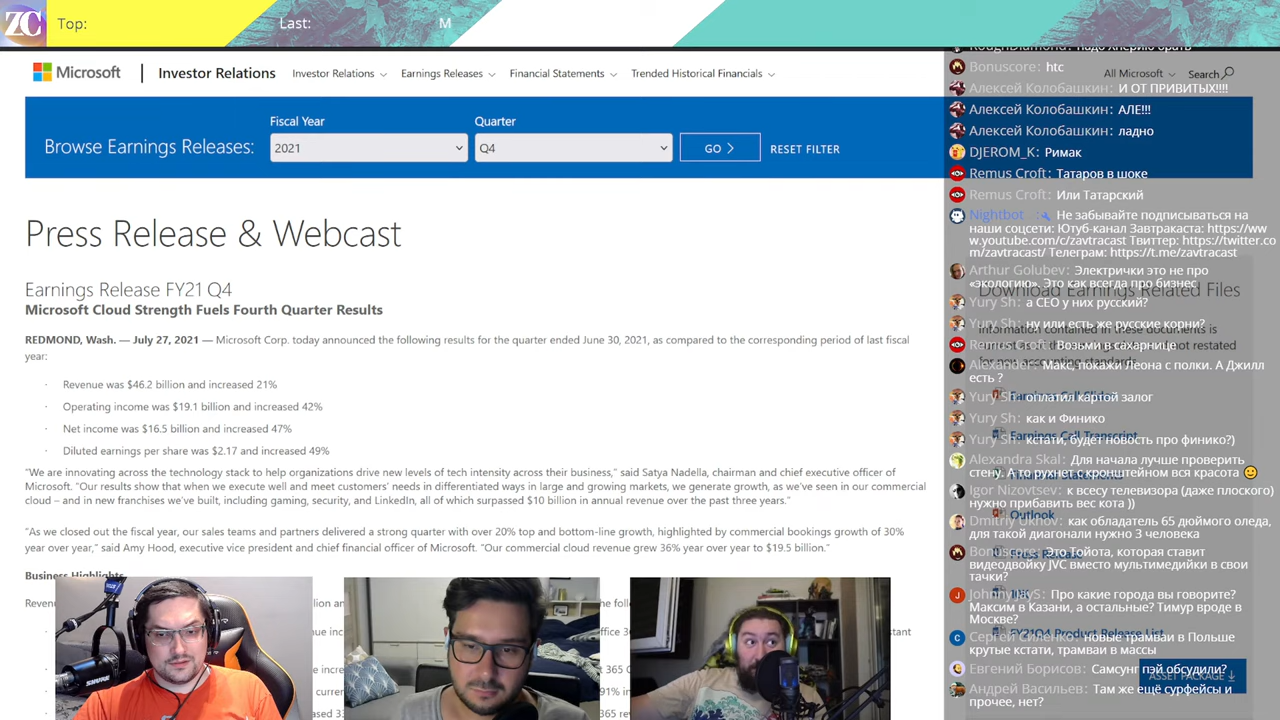 ZC Top: Last: M
Microsoft Investor Relations Investor Relations Earnings Releases Financial Statements Trended Historical Financials All Microsoft Search
Fiscal Year Quarter
Browse Earnings Releases: 2021 Q4 GO RESET FILTER
Press Release & Webcast
Earnings Release FY21 Q4
Microsoft Cloud Strength Fuels Fourth Quarter Results
REDMOND, Wash. — July 27, 2021 — Microsoft Corp. today announced the following results for the quarter ended June 30, 2021, as compared to the corresponding period of last fiscal
year:
· Revenue was $46.2 billion and increased 21%
· Operating income was $19.1 billion and increased 42%
· Net income was $16.5 billion and increased 47%
· Diluted earnings per share was $2.17 and increased 49%
“We are innovating across the technology stack to help organizations drive new levels of tech intensity across their business,” said Satya Nadella, chairman and chief executive officer of
Microsoft. “Our results show that when we execute well and meet customers' needs in differentiated ways in large and growing markets, we generate growth, as we’ve seen in our commercial
cloud – and in new franchises we’ve built, including gaming, security, and LinkedIn, all of which surpassed $10 billion in annual revenue over the past three years.”
“As we closed out the fiscal year, our sales teams and partners delivered a strong quarter with over 20% top and bottom-line growth, highlighted by commercial bookings growth of 30%
year over year,” said Amy Hood, executive vice president and chief financial officer of Microsoft. “Our commercial cloud revenue grew 36% year over year to $19.5 billion.”
Business Highlights
RoughDiamond: надо Хперию брать
Bonuscore: htc
Алексей Колобашкин: И ОТ ПРИВИТЫХ!!!!
Алексей Колобашкин: АЛЕ!!!
Алексей Колобашкин: ладно
DJEROM_K: Римак
Remus Croft: Татаров в шоке
Remus Croft: Или Татарский
Nightbot : Не забывайте подписываться на
наши соцсети: Ютуб-канал Завтракаста: https://ww
w.youtube.com/c/zavtracast Твиттер: https://twitter.co
m/zavtracast/ Телеграм: https://t.me/zavtracast
Arthur Golubev: Электрички это не про
«экологию». Это как всегда про бизнес
Download Earnings Related Files
Yury Sh: а CEO у них русский?
Yury Sh: ну или есть же русские корни?
information contained in these documents is
Remus Croft: Возьми в сахарнице
not restated
for new accounting standards
Alexander: Макс, покажи Леона с полки. А Джилл
есть ?
Yury Sh: оплатил картой залог
Yury Sh: как и Финико
Earnings Call Transcript
Yury Sh: кстати, будет новость про финико?)
Alexandra Skal: Для начала лучше проверить
стену. А то рухнет с кронштейном вся красота
Igor Nizovtsev: к всесу телевизора (даже плоского)
нужно прибавить вес кота ))
Outlook
Dmitriy Ukhov: как обладатель 65 дюймого оледа,
для такой диагонали нужно 3 человека
Bonuscore: Это Тойота, которая ставит
видеодвойку JVC вместо мультимедийки в свои
тачки?
Press Release
Johnny: Про какие города вы говорите?
Максим в Казани, а остальные? Тимур вроде в
Москве?
FY21Q4 Product Release List
Сергей Силенко: новые трамваи в Польше
крутые кстати, трамваи в массы
Евгений Борисов: Самсунг пэй обсудили?
ASSET PACKAGE
Андрей Васильев: Там же ещё сурфейсы и
прочее, нет?